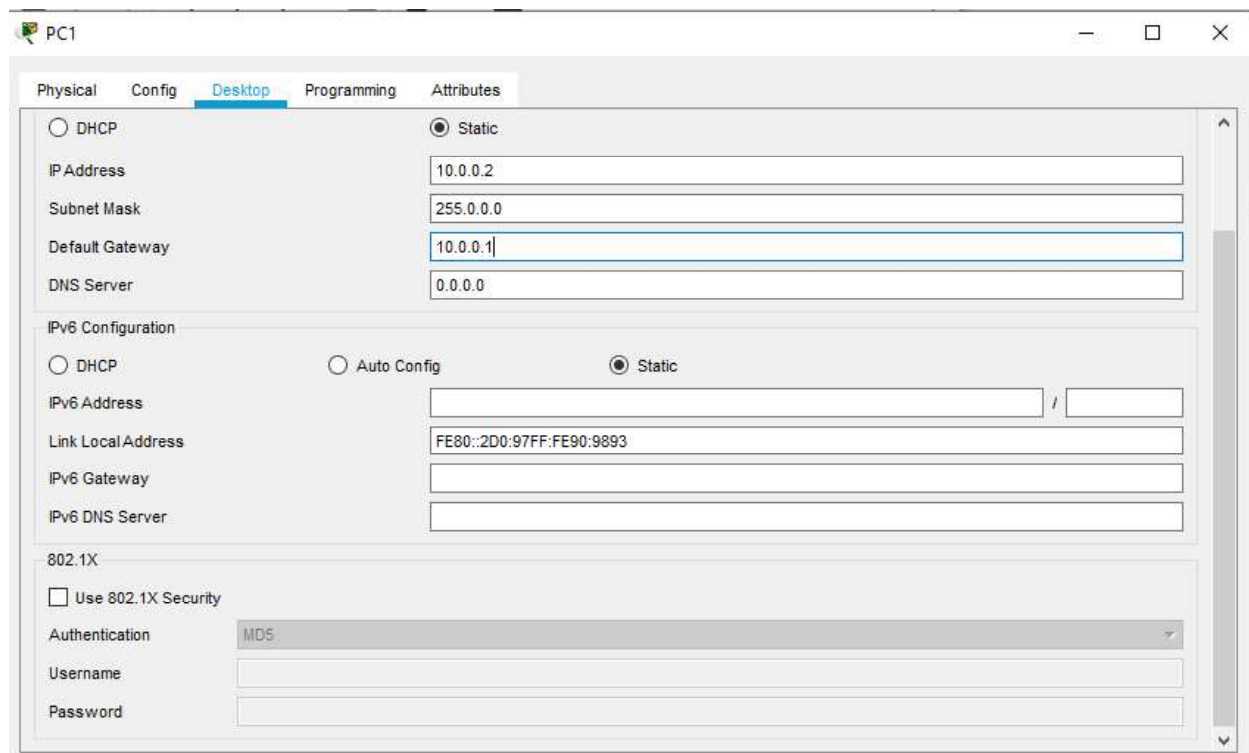 PC1
Physical Config Desktop Programming Attributes
DHCP Static
IP Address 10.0.0.2
Subnet Mask 255.0.0.0
Default Gateway 10.0.0.1
DNS Server 0.0.0.0
IPv6 Configuration
DHCP Auto Config Static
IPv6 Address /
Link Local Address FE80::2D0:97FF:FE90:9893
IPv6 Gateway
IPv6 DNS Server
802.1X
Use 802.1X Security
Authentication MD5
Username
Password